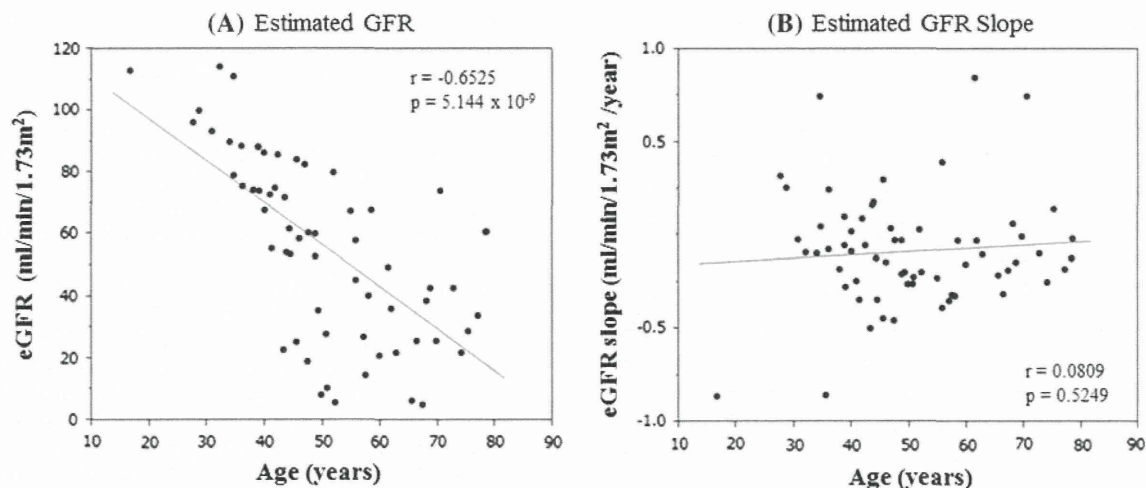 (A) Estimated GFR
120
100
80
60
40
20
0
10 20 30 40 50 60 70 80 90
eGFR (ml/min/1.73m²)
Age (years)
r = -0.6525
p = 5.144 x 10⁻⁹
(B) Estimated GFR Slope
1.0
0.5
0.0
-0.5
-1.0
10 20 30 40 50 60 70 80 90
eGFR slope (ml/min/1.73m² /year)
Age (years)
r = 0.0809
p = 0.5249